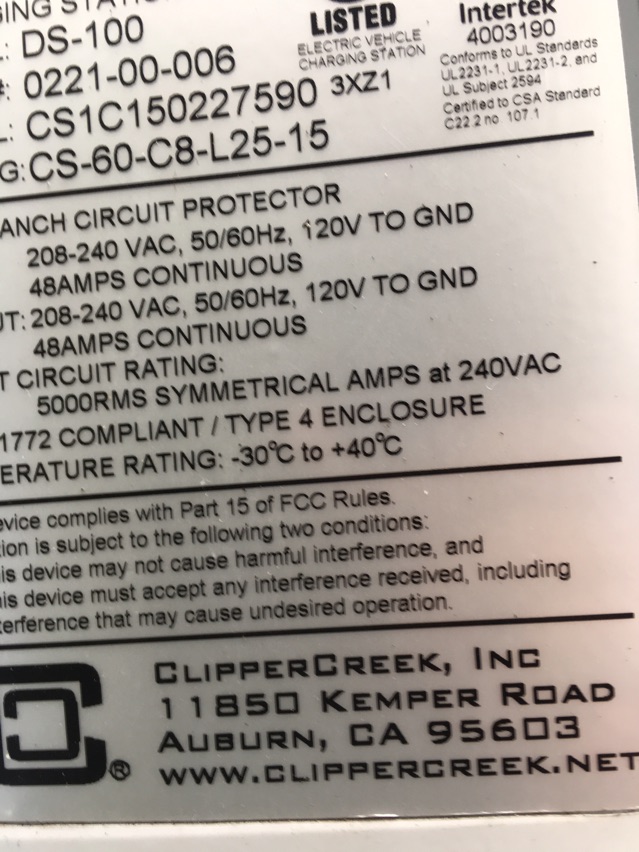 GING STA
: DS-100
#: 0221-00-006
L: CS1C150227590 3XZ1
G: CS-60-C8-L25-15
LISTED
ELECTRIC VEHICLE
CHARGING STATION
Intertek
4003190
Conforms to UL Standards
UL2231-1, UL2231-2, and
UL Subject 2594
Certified to CSA Standard
C22 2 no 107.1
ANCH CIRCUIT PROTECTOR
208-240 VAC, 50/60Hz, 120V TO GND
48AMPS CONTINUOUS
UT: 208-240 VAC, 50/60Hz, 120V TO GND
48AMPS CONTINUOUS
T CIRCUIT RATING:
5000RMS SYMMETRICAL AMPS at 240VAC
1772 COMPLIANT / TYPE 4 ENCLOSURE
ERATURE RATING: -30°C to +40°C
evice complies with Part 15 of FCC Rules.
tion is subject to the following two conditions:
is device may not cause harmful interference, and
his device must accept any interference received, including
terference that may cause undesired operation.
CLIPPERCREEK, INC
11850 KEMPER ROAD
AUBURN, CA 95603
®
WWW.CLIPPERCREEK.NET